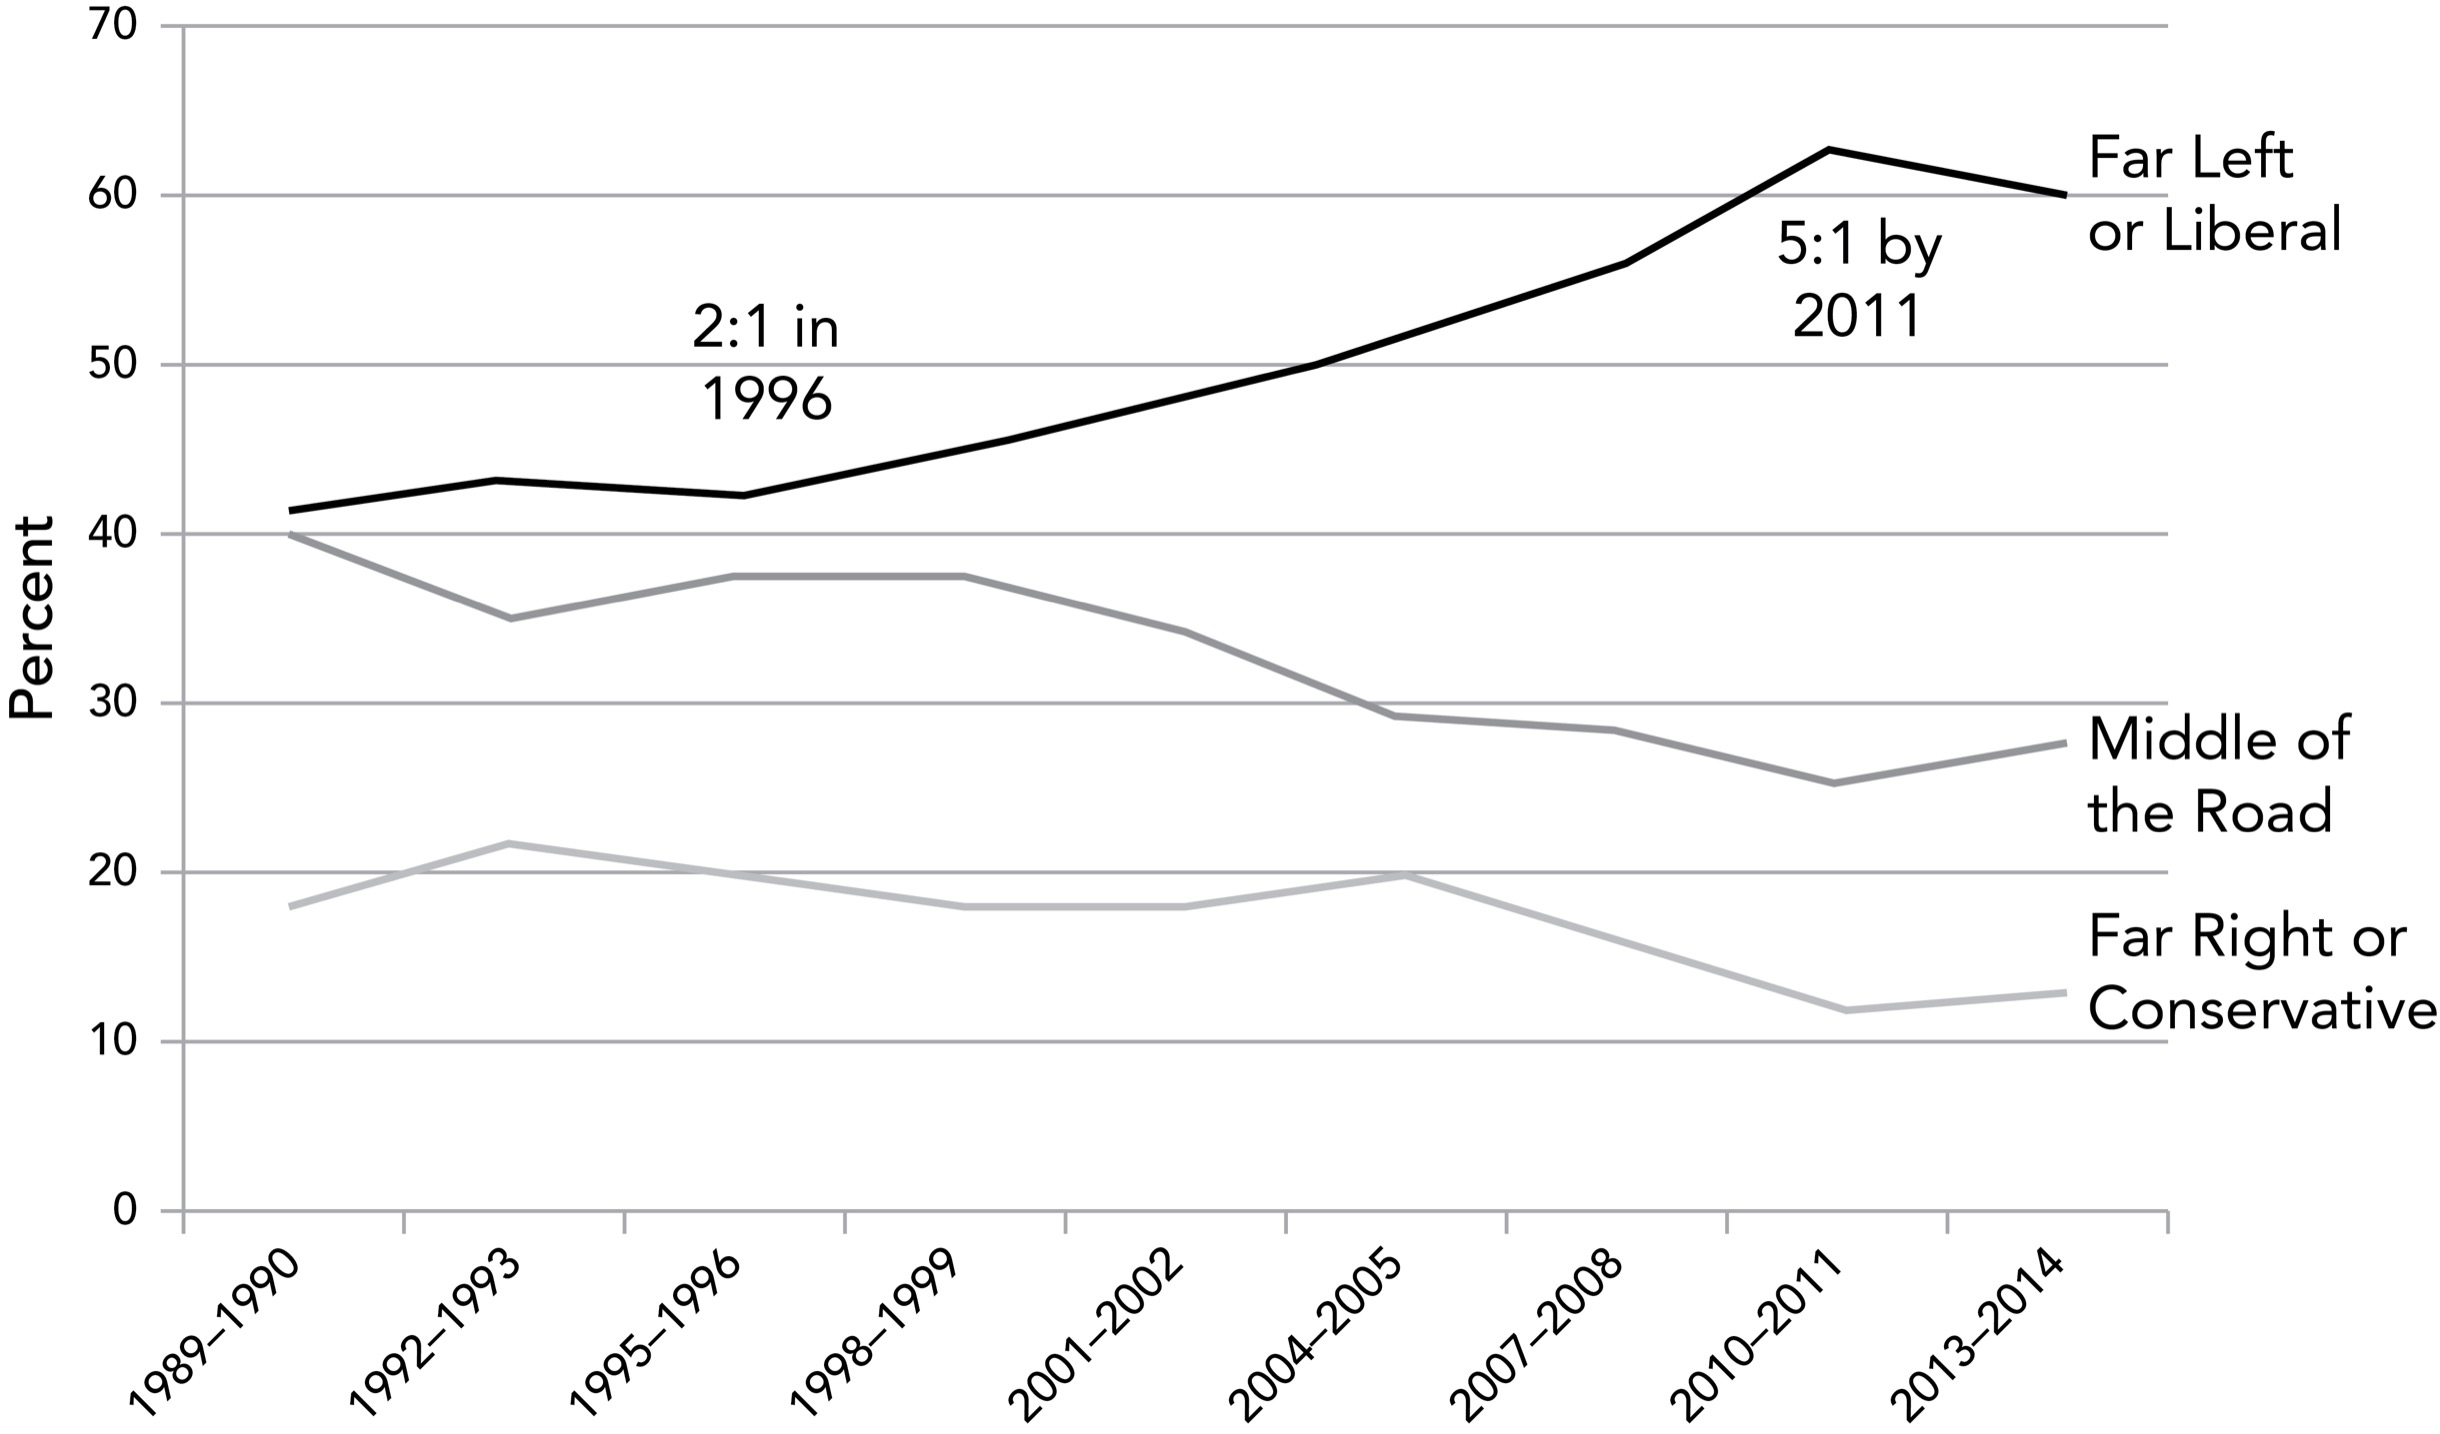 70
60
50
40
30
20
10
0
Percent
2:1 in
1996
5:1 by
2011
Far Left
or Liberal
Middle of
the Road
Far Right or
Conservative
1989–1990
1992–1993
1995–1996
1998–1999
2001–2002
2004–2005
2007–2008
2010–2011
2013–2014